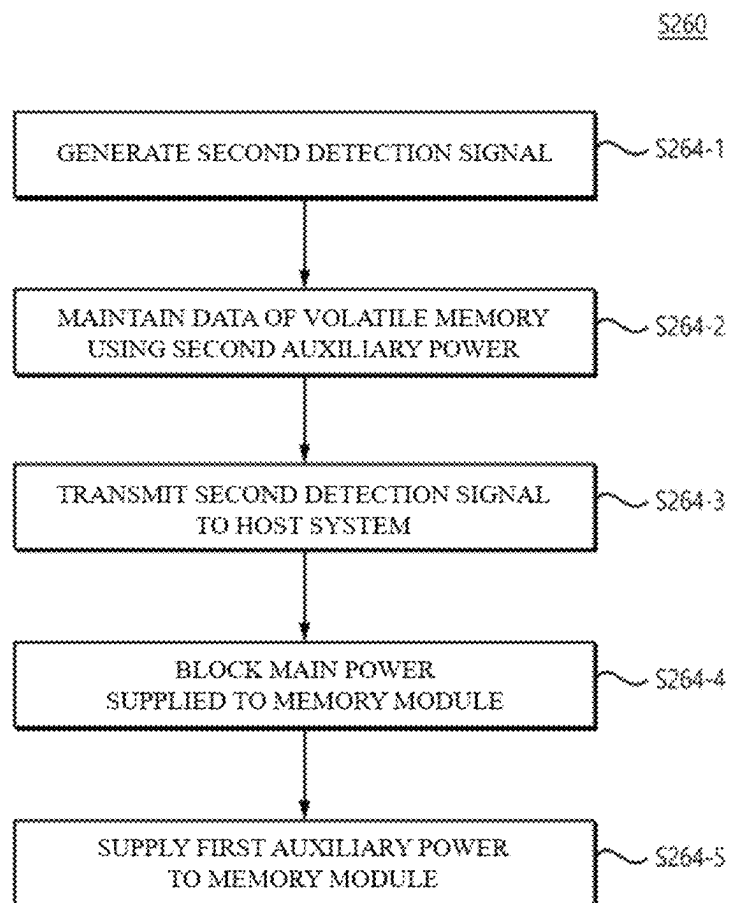 S260
GENERATE SECOND DETECTION SIGNAL
S264-1
MAINTAIN DATA OF VOLATILE MEMORY
USING SECOND AUXILIARY POWER
S264-2
TRANSMIT SECOND DETECTION SIGNAL
TO HOST SYSTEM
S264-3
BLOCK MAIN POWER
SUPPLIED TO MEMORY MODULE
S264-4
SUPPLY FIRST AUXILIARY POWER
TO MEMORY MODULE
S264-5